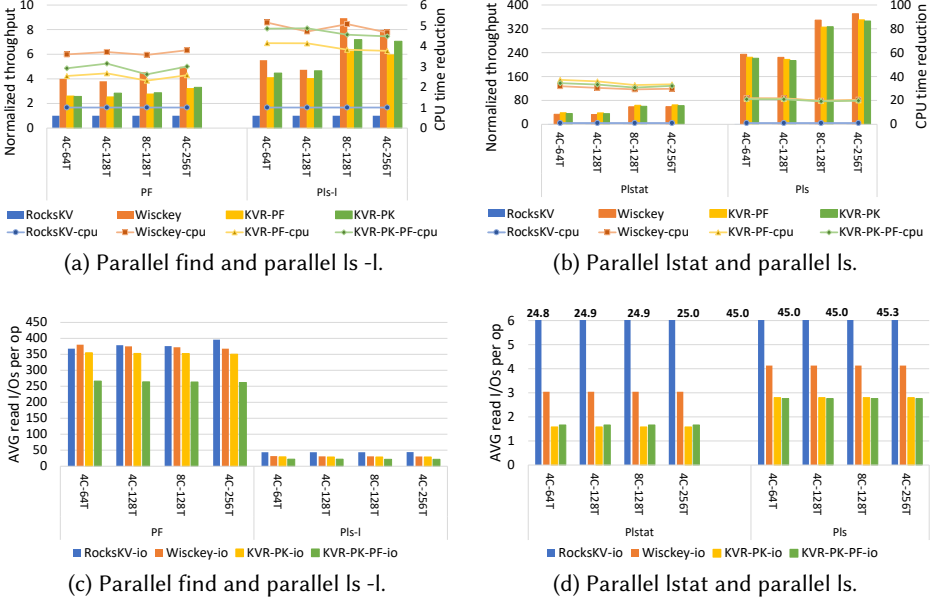 Normalized throughput
10
8
6
4
2
0
6
5
4
3
2
1
0
CPU time reduction
4C-64T
4C-128T
8C-128T
4C-256T
4C-64T
4C-128T
8C-128T
4C-256T
PF
Pls-l
RocksKV Wisckey KVR-PF KVR-PK
RocksKV-cpu Wisckey-cpu KVR-PF-cpu KVR-PK-PF-cpu
(a) Parallel find and parallel ls -l.
Normalized throughput
400
320
240
160
80
0
100
80
60
40
20
0
CPU time reduction
4C-64T
4C-128T
8C-128T
4C-256T
4C-64T
4C-128T
8C-128T
4C-256T
Plstat
Pls
RocksKV Wisckey KVR-PF KVR-PK
RocksKV-cpu Wisckey-cpu KVR-PF-cpu KVR-PK-PF-cpu
(b) Parallel lstat and parallel ls.
AVG read I/Os per op
450
400
350
300
250
200
150
100
50
0
4C-64T
4C-128T
8C-128T
4C-256T
4C-64T
4C-128T
8C-128T
4C-256T
PF
Pls-l
RocksKV-io Wisckey-io KVR-PK-io KVR-PK-PF-io
(c) Parallel find and parallel ls -l.
24.8 24.9 24.9 25.0 45.0 45.0 45.0 45.3
AVG read I/Os per op
6
5
4
3
2
1
0
4C-64T
4C-128T
8C-128T
4C-256T
4C-64T
4C-128T
8C-128T
4C-256T
Plstat
Pls
RocksKV-io Wisckey-io KVR-PK-io KVR-PK-PF-io
(d) Parallel lstat and parallel ls.